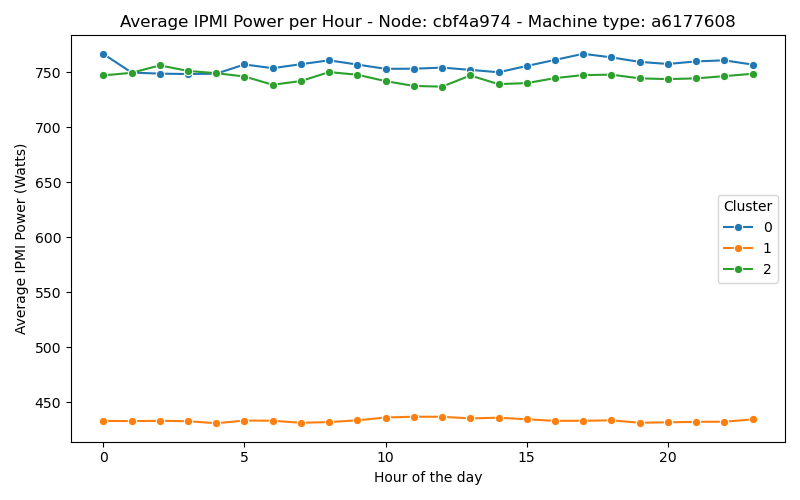 Average IPMI Power per Hour - Node: cbf4a974 - Machine type: a6177608
Average IPMI Power (Watts)
750
700
650
600
550
500
450
Cluster
0
1
2
0 5 10 15 20
Hour of the day